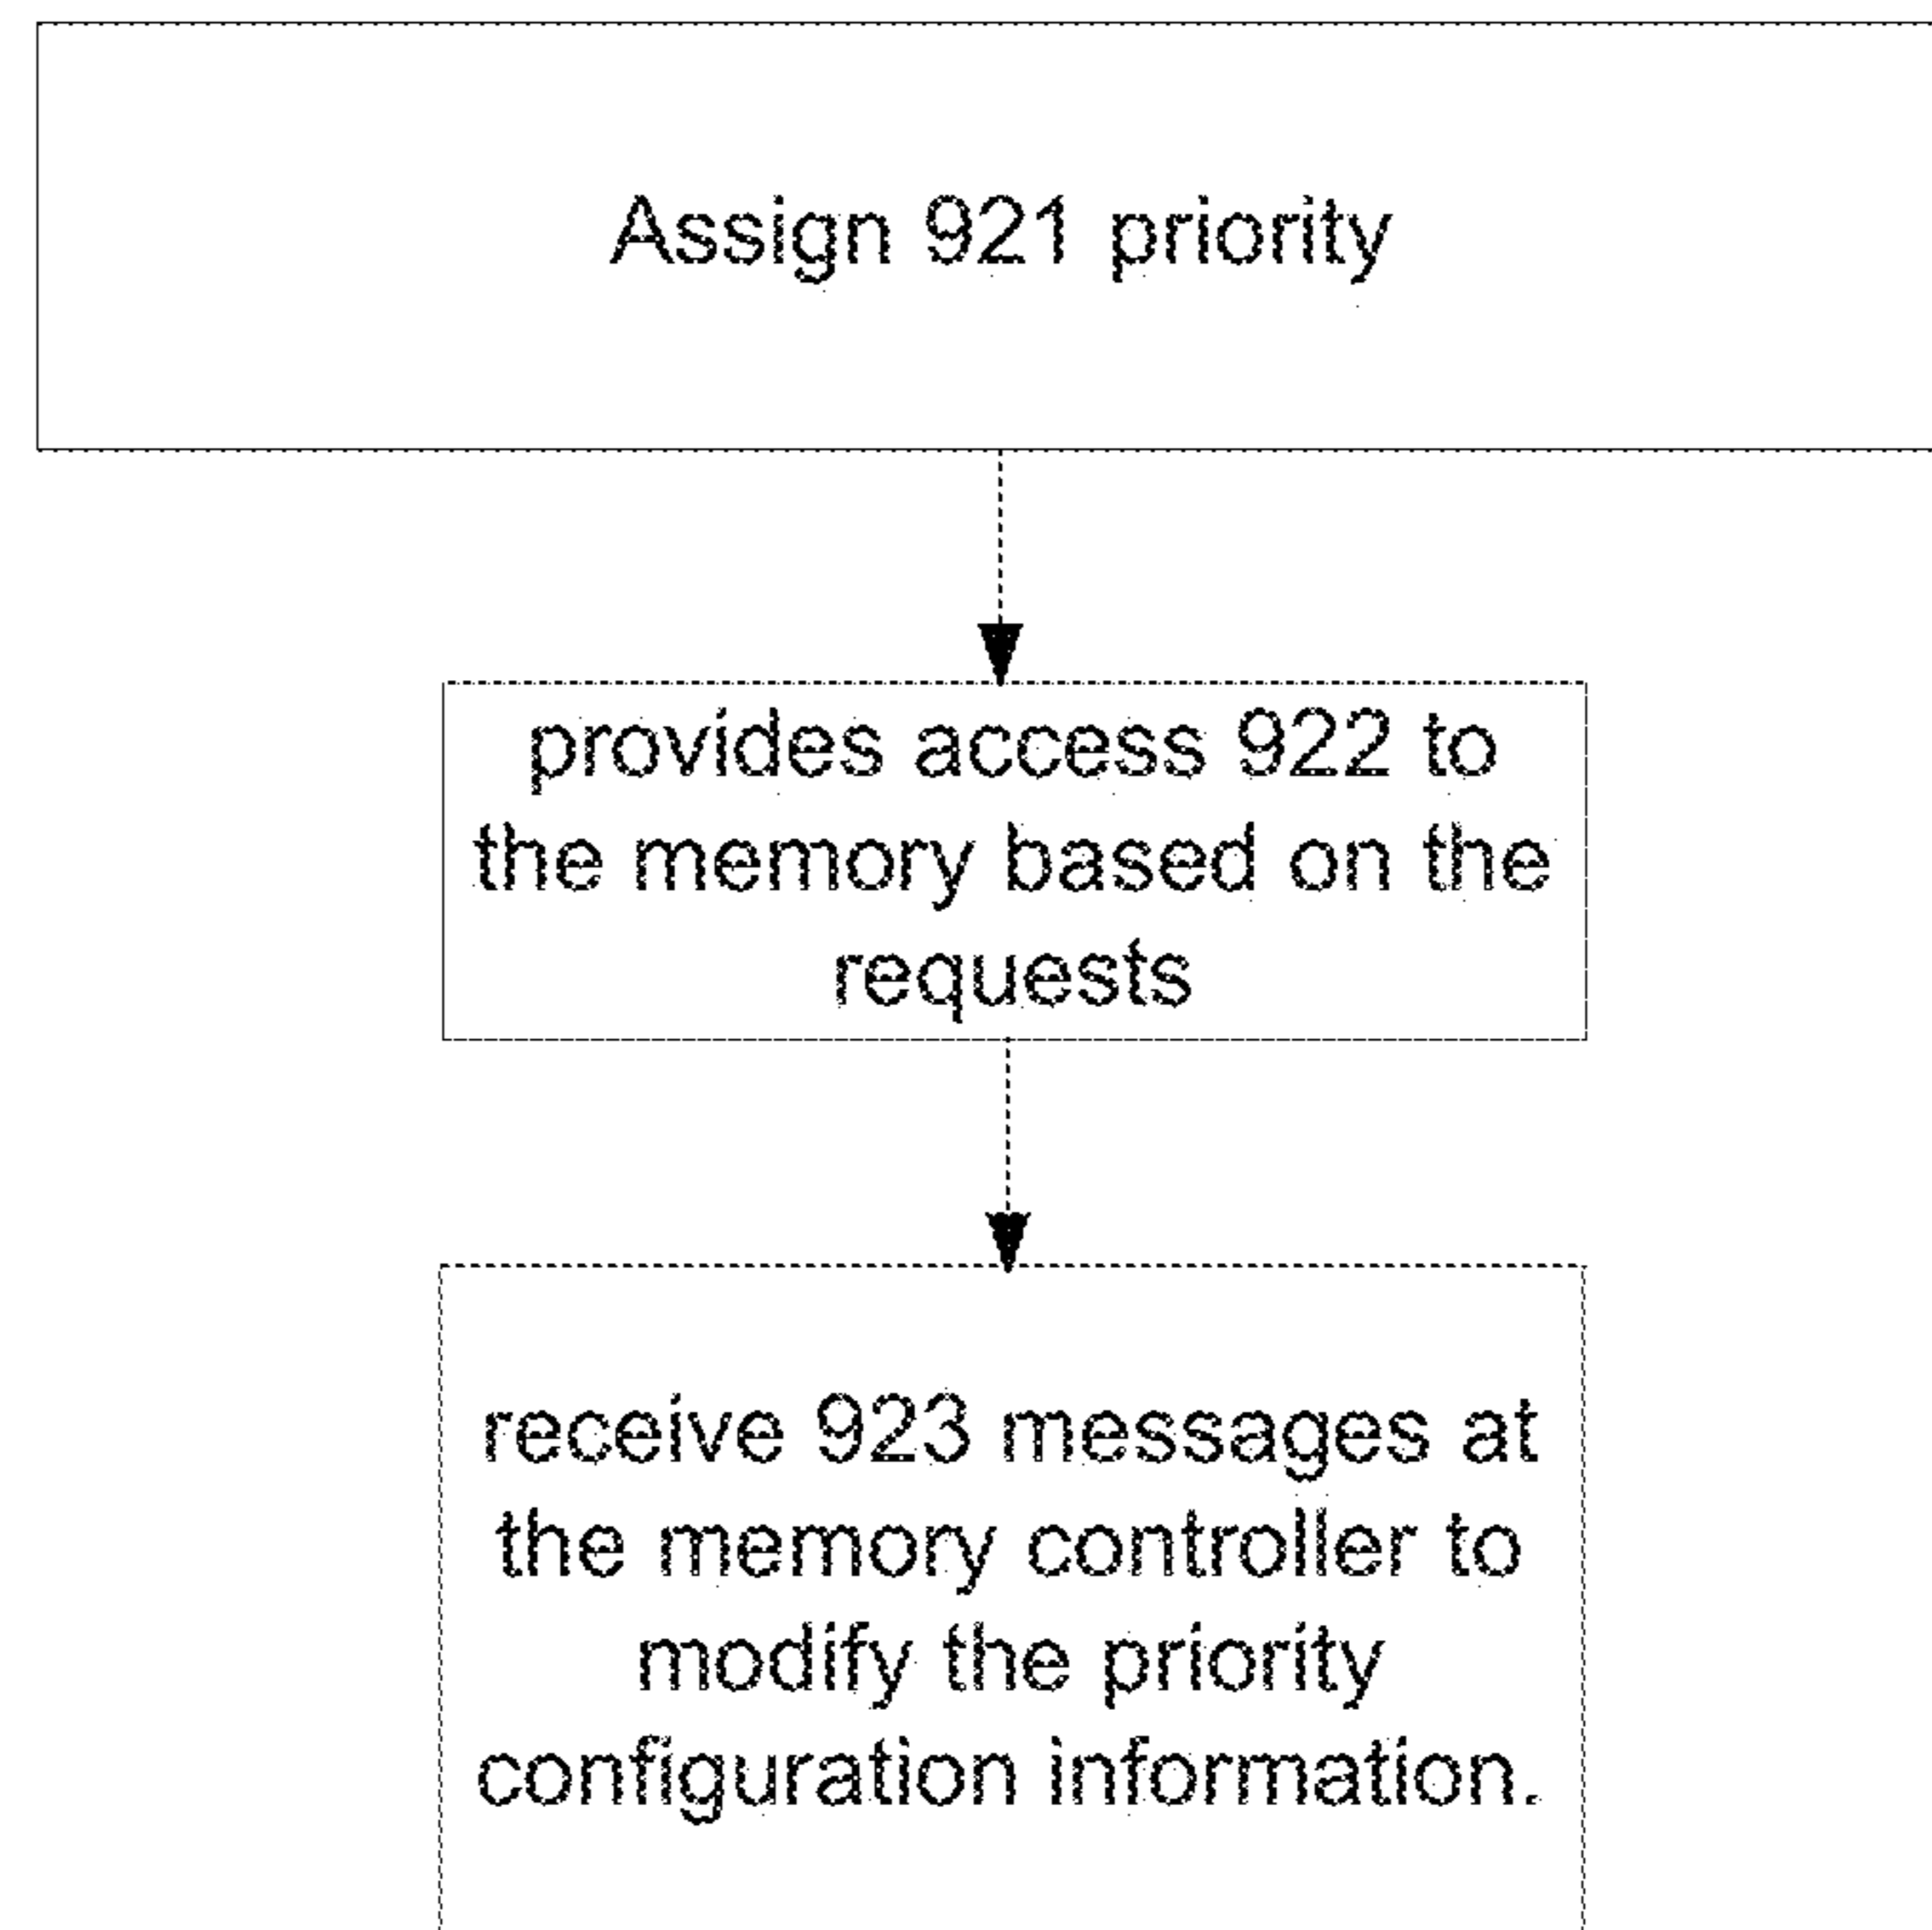 Assign 921 priority
provides access 922 to
the memory based on the
requests
receive 923 messages at
the memory controller to
modify the priority
configuration information.